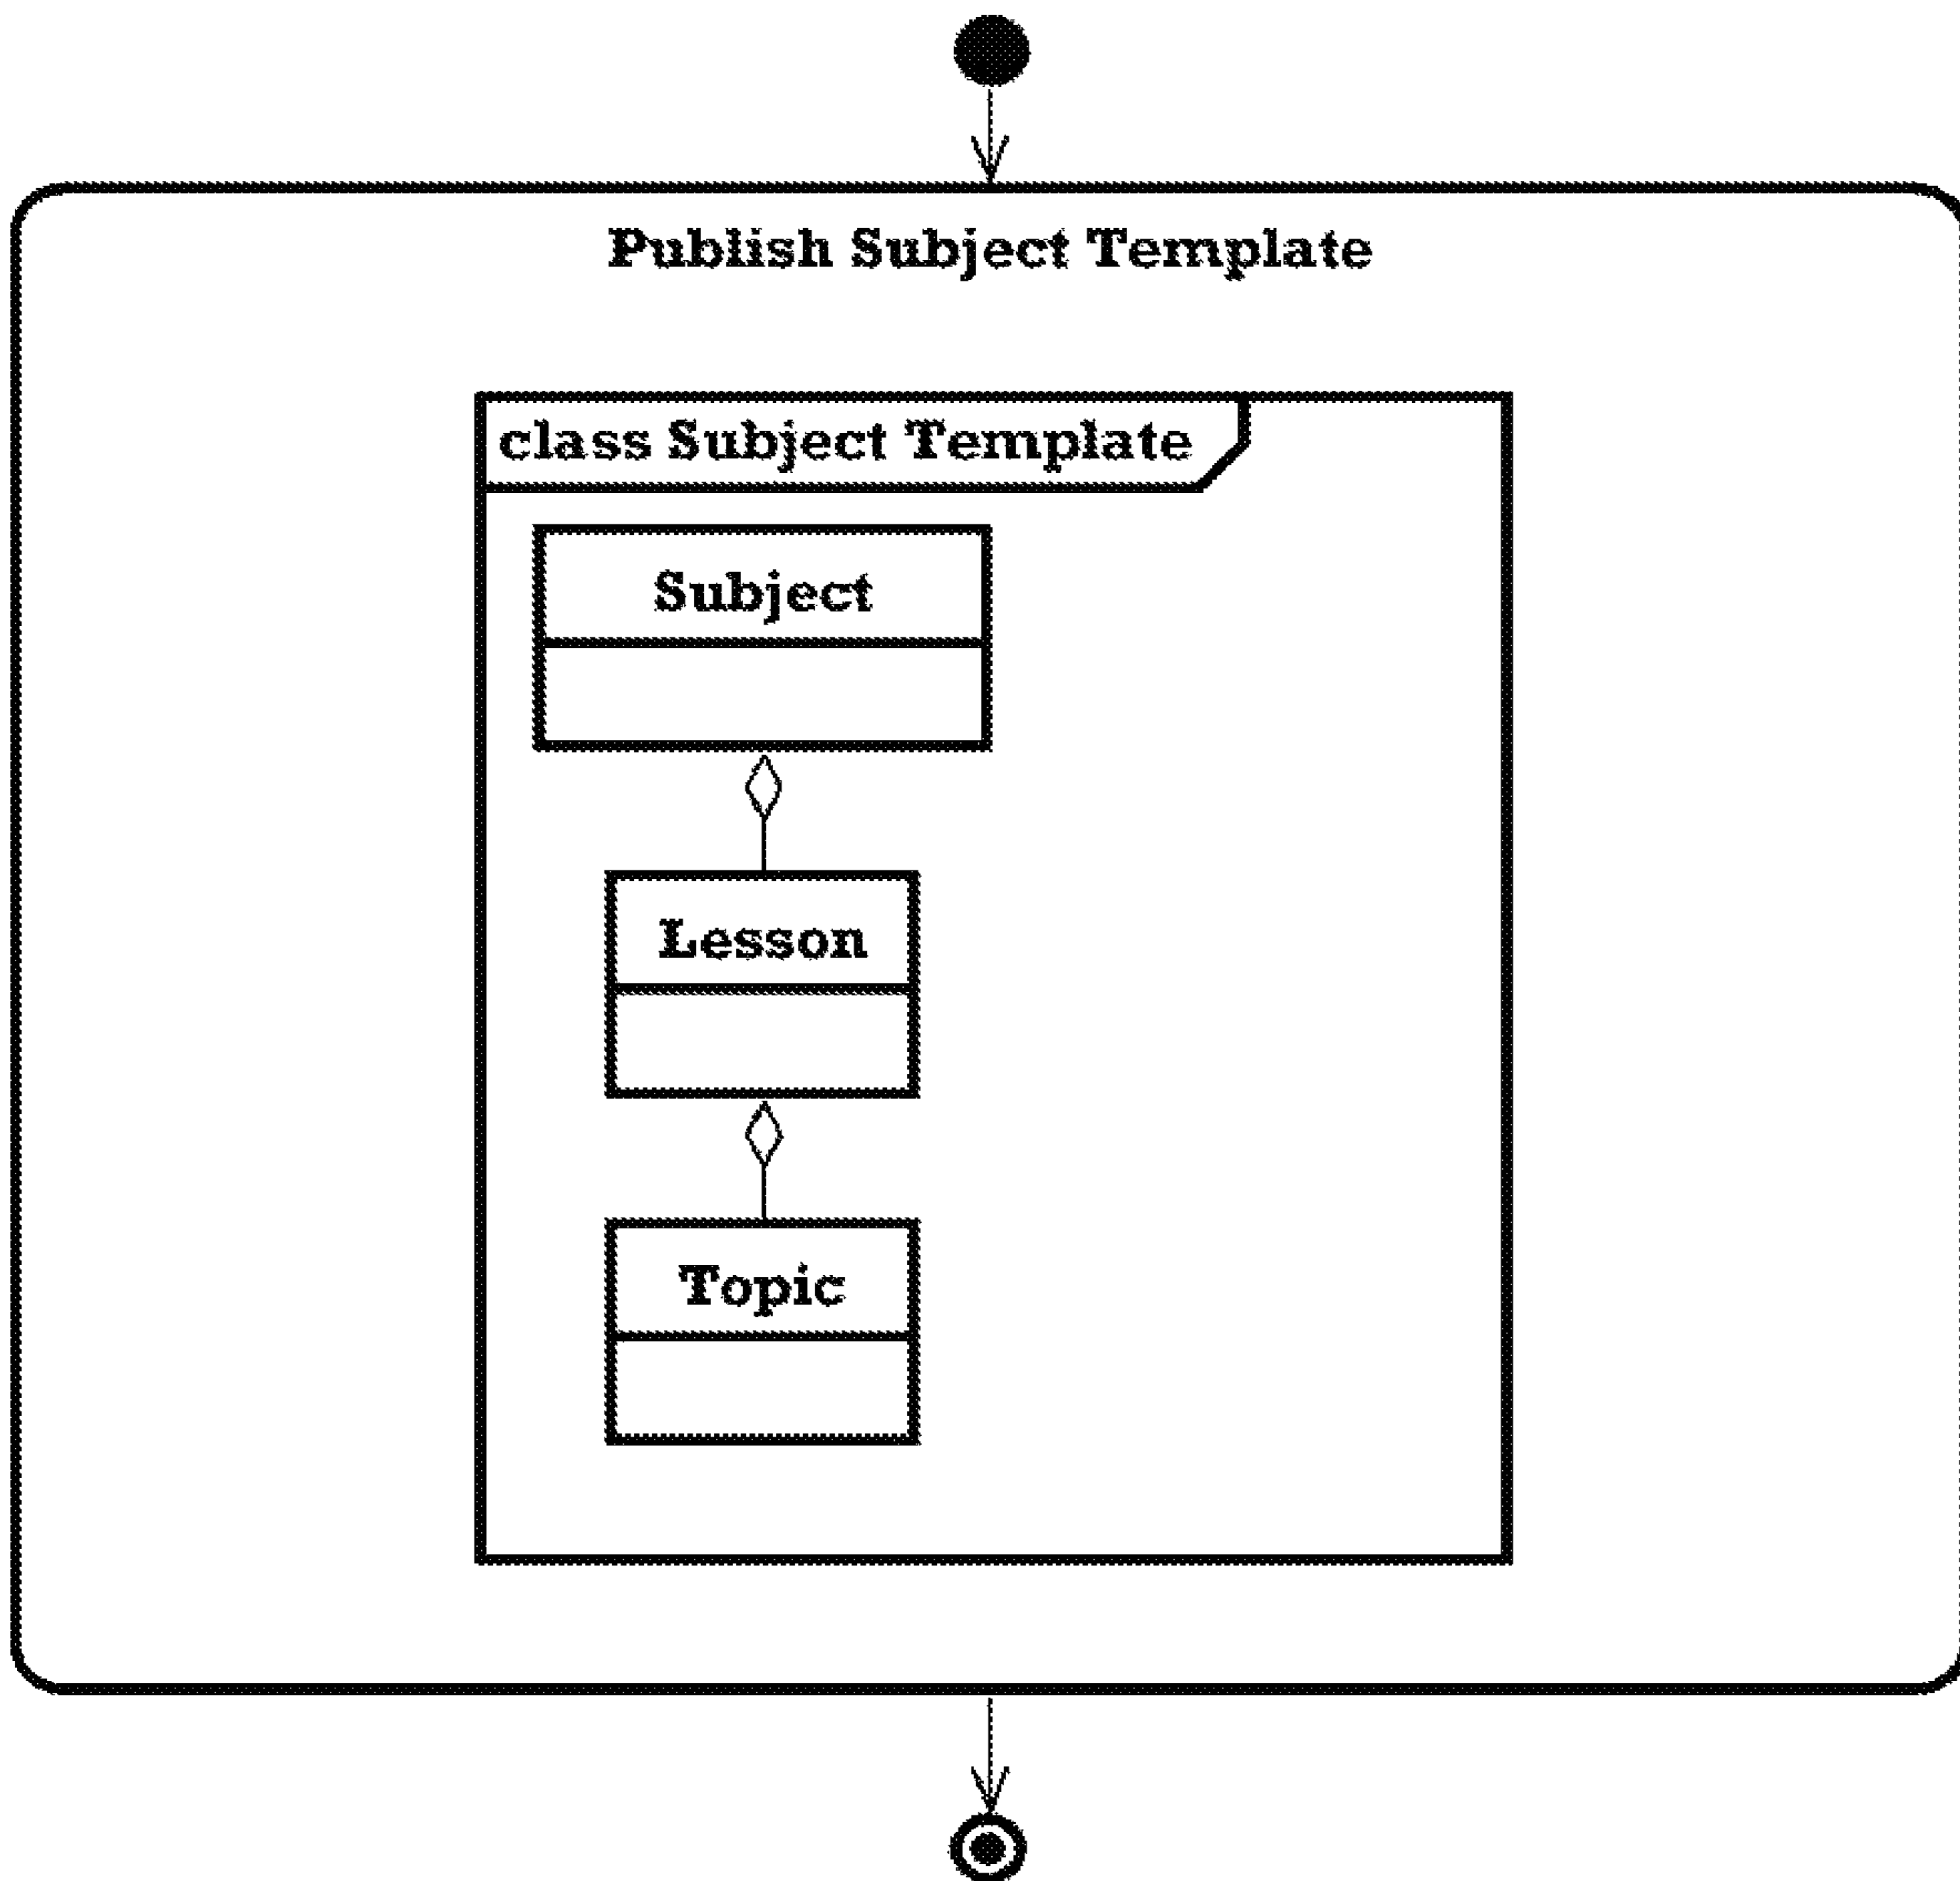 Publish Subject Template
class Subject Template
Subject
Lesson
Topic